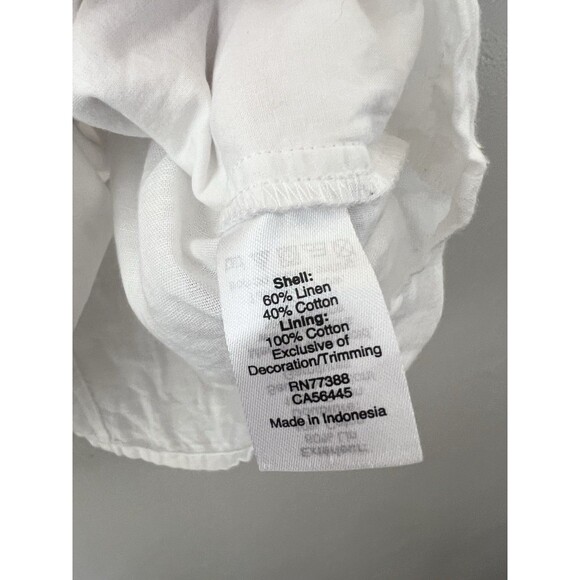 Shell:
60% Linen
40% Cotton
Lining:
100% Cotton
Exclusive of
Decoration/Trimming
RN77388
CA56445
Made in Indonesia